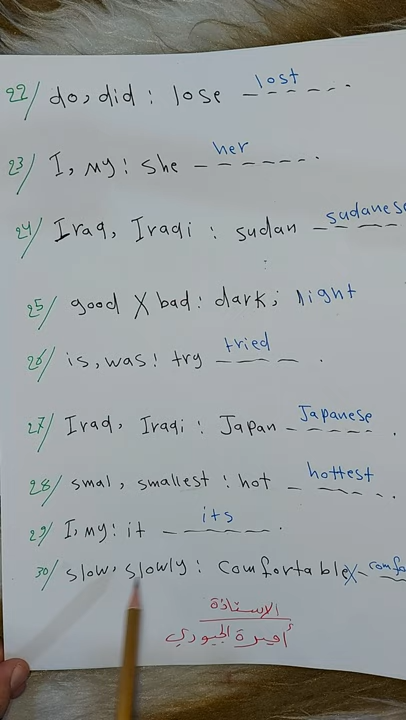 22/ do, did : lose lost
23/ I, my : she her
24/ Iraq, Iraqi : sudan sudanese
25/ good X bad : dark ; light
26/ is, was : try tried
27/ Iraq, Iraqi : Japan Japanese
28/ smal, smallest : hot hottest
29/ I, my : it its
30/ slow, slowly : comfortable
الاستاذة
أميرة الجبوري